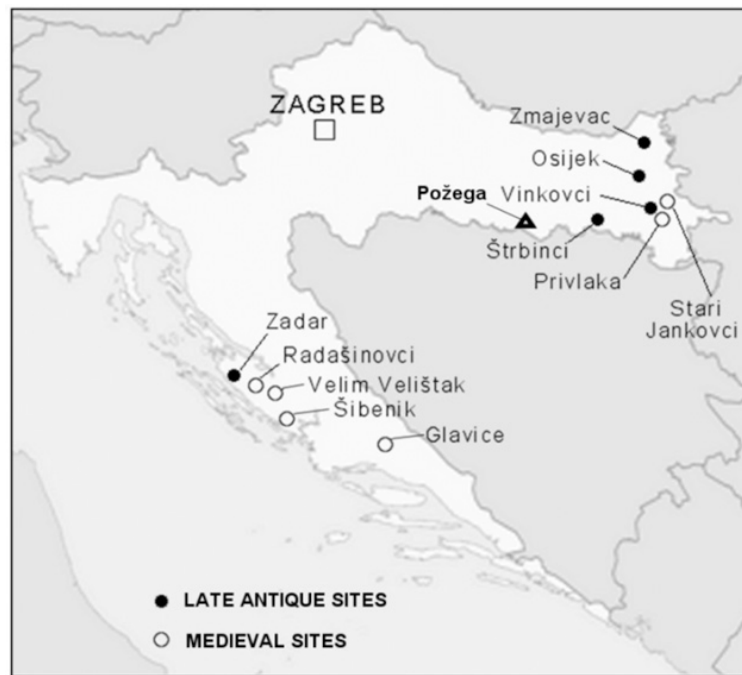 ZAGREB
Zmajevac
Osijek
Požega
Vinkovci
Štrbinci
Privlaka
Stari
Jankovci
Zadar
Radašinovci
Velim Velištak
Šibenik
Glavice
LATE ANTIQUE SITES
MEDIEVAL SITES